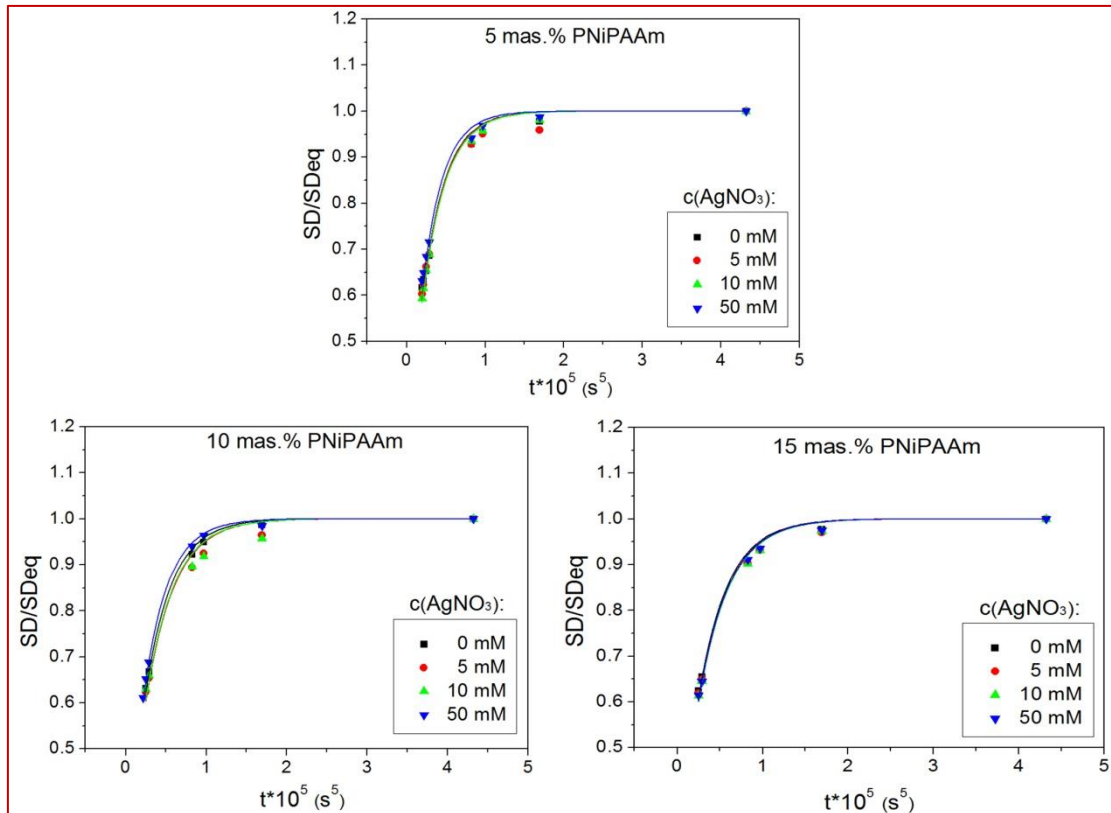 5 mas.% PNiPAAm
1.2
1.1
1.0
0.9
0.8
0.7
0.6
0.5
SD/SDeq
c(AgNO₃):
0 mM
5 mM
10 mM
50 mM
0 1 2 3 4 5
t*10⁵ (s⁵)
10 mas.% PNiPAAm
1.2
1.1
1.0
0.9
0.8
0.7
0.6
0.5
SD/SDeq
c(AgNO₃):
0 mM
5 mM
10 mM
50 mM
0 1 2 3 4 5
t*10⁵ (s⁵)
15 mas.% PNiPAAm
1.2
1.1
1.0
0.9
0.8
0.7
0.6
0.5
SD/SDeq
c(AgNO₃):
0 mM
5 mM
10 mM
50 mM
0 1 2 3 4 5
t*10⁵ (s⁵)